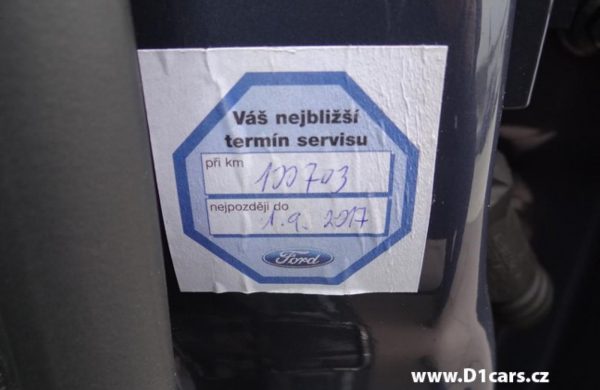 Váš nejbližší
termín servisu
při km
100703
nejpozději do
1.9. 2017
Ford
www.D1cars.cz